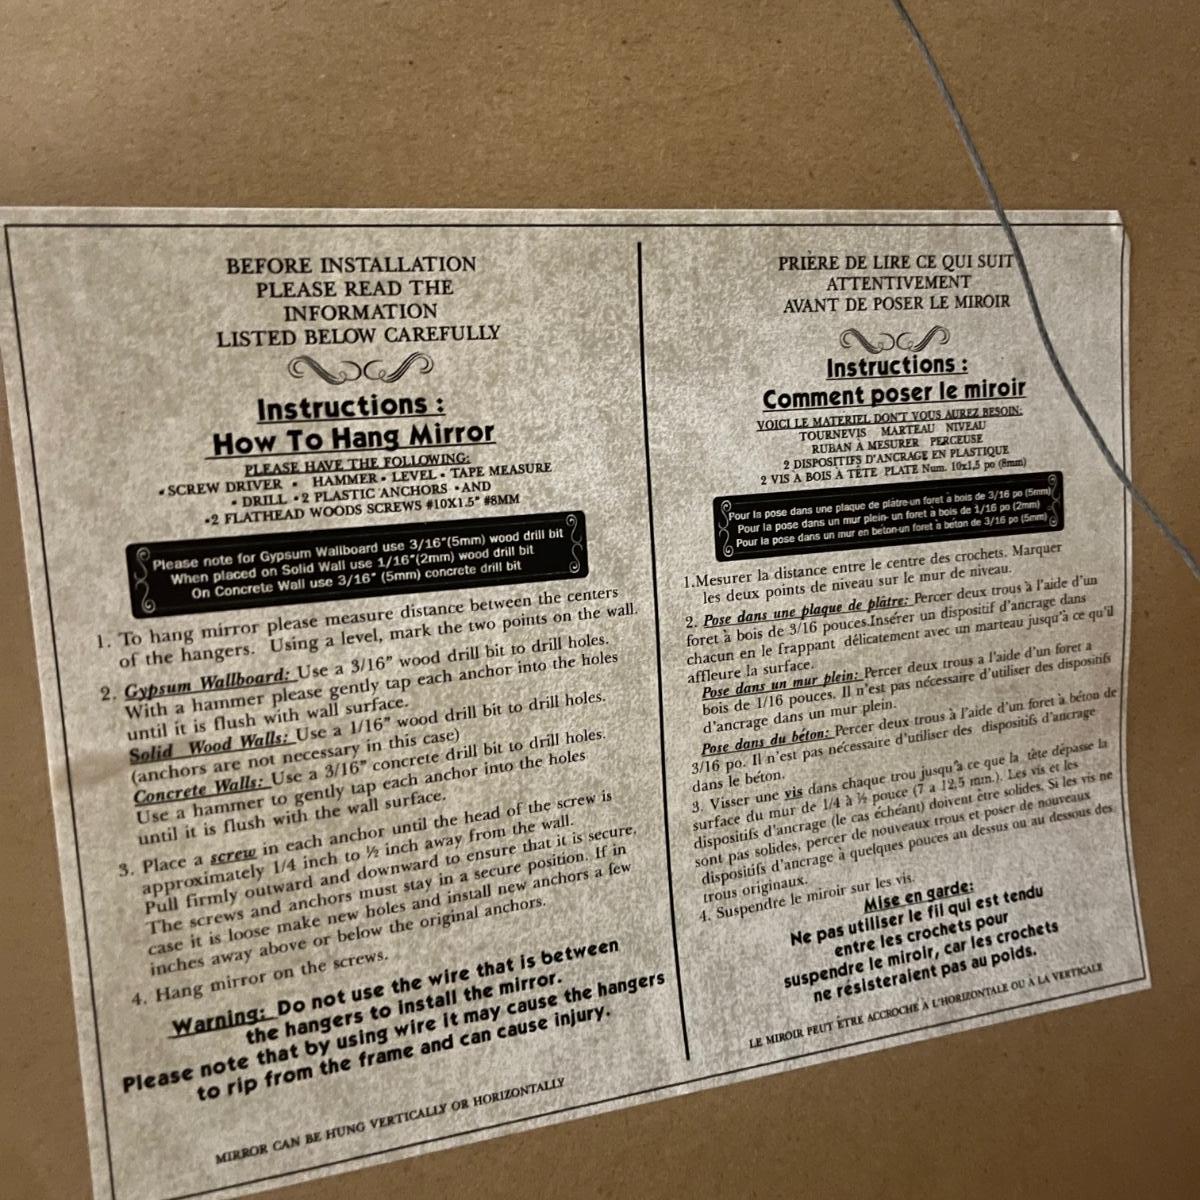 BEFORE INSTALLATION
PLEASE READ THE
INFORMATION
LISTED BELOW CAREFULLY
Instructions :
How To Hang Mirror
PLEASE HAVE THE FOLLOWING:
•SCREW DRIVER • HAMMER • LEVEL • TAPE MEASURE
• DRILL •2 PLASTIC ANCHORS •AND
•2 FLATHEAD WOODS SCREWS #10X1.5" #8MM
Please note for Gypsum Wallboard use 3/16"(5mm) wood drill bit
When placed on Solid Wall use 1/16"(2mm) wood drill bit
On Concrete Wall use 3/16" (5mm) concrete drill bit
1. To hang mirror please measure distance between the centers
of the hangers. Using a level, mark the two points on the wall.
2. Gypsum Wallboard: Use a 3/16" wood drill bit to drill holes.
With a hammer please gently tap each anchor into the holes
until it is flush with wall surface.
Solid Wood Walls: Use a 1/16" wood drill bit to drill holes.
(anchors are not necessary in this case)
Concrete Walls: Use a 3/16" concrete drill bit to drill holes.
Use a hammer to gently tap each anchor into the holes
until it is flush with the wall surface.
3. Place a screw in each anchor until the head of the screw is
approximately 1/4 inch to ½ inch away from the wall.
Pull firmly outward and downward to ensure that it is secure.
The screws and anchors must stay in a secure position. If in
case it is loose make new holes and install new anchors a few
inches away above or below the original anchors.
4. Hang mirror on the screws.
Warning: Do not use the wire that is between
the hangers to install the mirror.
Please note that by using wire it may cause the hangers
to rip from the frame and can cause injury.
MIRROR CAN BE HUNG VERTICALLY OR HORIZONTALLY
PRIÈRE DE LIRE CE QUI SUIT
ATTENTIVEMENT
AVANT DE POSER LE MIROIR
Instructions :
Comment poser le miroir
VOICI LE MATERIEL DON'T VOUS AUREZ BESOIN:
TOURNEVIS MARTEAU NIVEAU
RUBAN À MESURER PERCEUSE
2 DISPOSITIFS D'ANCRAGE EN PLASTIQUE
2 VIS A BOIS À TÊTE PLATE Num. 10x1,5 po (8mm)
Pour la pose dans une plaque de plâtre-un foret à bois de 3/16 po (5mm)
Pour la pose dans un mur plein- un foret à bois de 1/16 po (2mm)
Pour la pose dans un mur en béton-un foret à béton de 3/16 po (5mm)
1.Mesurer la distance entre le centre des crochets. Marquer
les deux points de niveau sur le mur de niveau.
2. Pose dans une plaque de plâtre: Percer deux trous à l'aide d'un
foret à bois de 3/16 pouces.Insérer un dispositif d'ancrage dans
chacun en le frappant délicatement avec un marteau jusqu'à ce qu'il
affleure la surface.
Pose dans un mur plein: Percer deux trous a l'aide d'un foret a
bois de 1/16 pouces. Il n'est pas nécessaire d'utiliser des dispositifs
d'ancrage dans un mur plein.
Pose dans du béton: Percer deux trous à l'aide d'un foret à béton de
3/16 po. Il n'est pas nécessaire d'utiliser des dispositifs d'ancrage
dans le béton.
3. Visser une vis dans chaque trou jusqu'à ce que la tête dépasse la
surface du mur de 1/4 à ½ pouce (7 a 12,5 mm.). Les vis et les
dispositifs d'ancrage (le cas échéant) doivent être solides. Si les vis ne
sont pas solides, percer de nouveaux trous et poser de nouveaux
dispositifs d'ancrage à quelques pouces au dessus ou au dessous des
trous originaux.
4. Suspendre le miroir sur les vis.
Mise en garde:
Ne pas utiliser le fil qui est tendu
entre les crochets pour
suspendre le miroir, car les crochets
ne résisteraient pas au poids.
LE MIROIR PEUT ÊTRE ACCROCHÉ À L'HORIZONTALE OU À LA VERTICALE